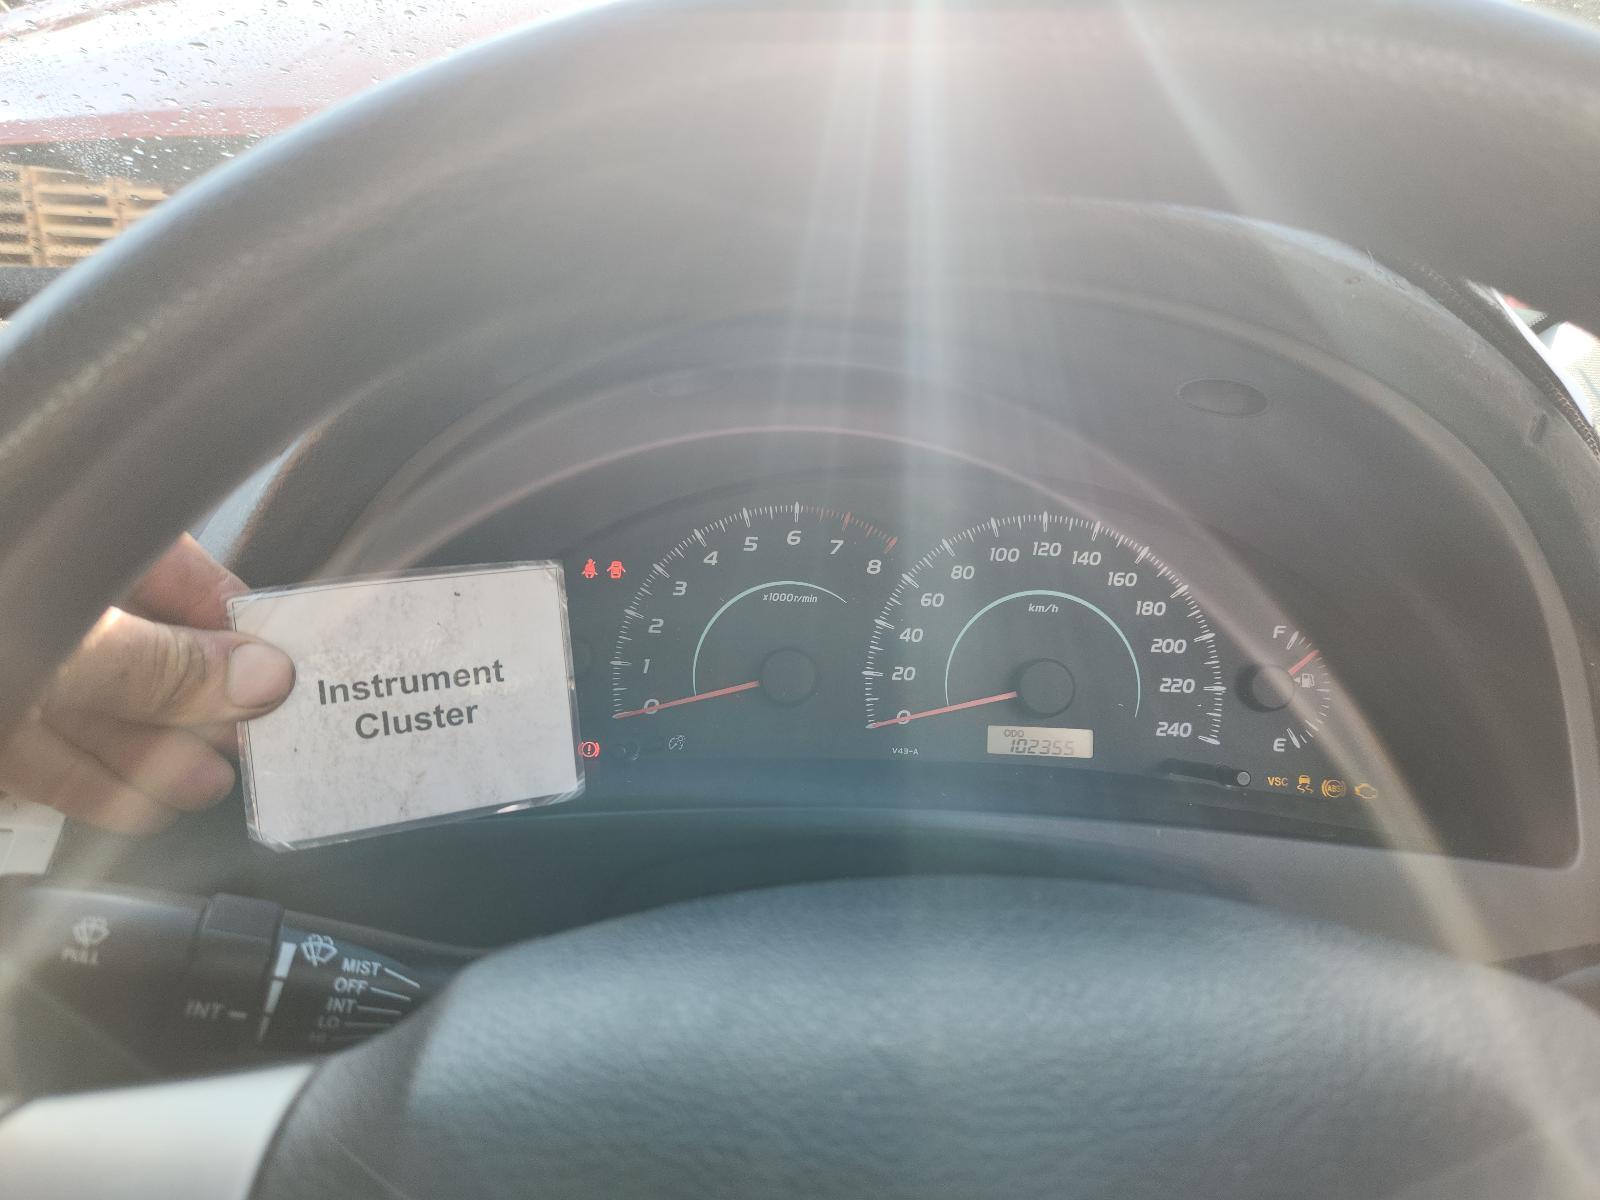 Instrument
Cluster
0
1
2
3
4
5
6
7
8
x1000r/min
0
20
40
60
80
100
120
140
160
180
200
220
240
km/h
V43-A
ODO
102355
F
E
VSC
ABS
PULL
INT
MIST
OFF
INT
LO